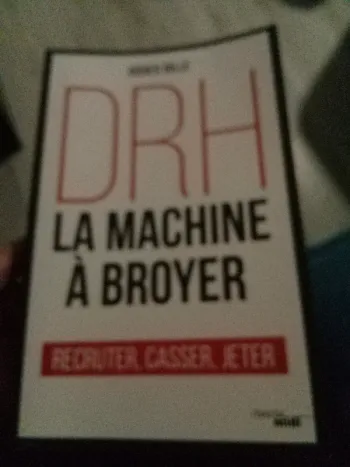 DRH
LA MACHINE
À BROYER
RECRUTER, CASSER, JETER